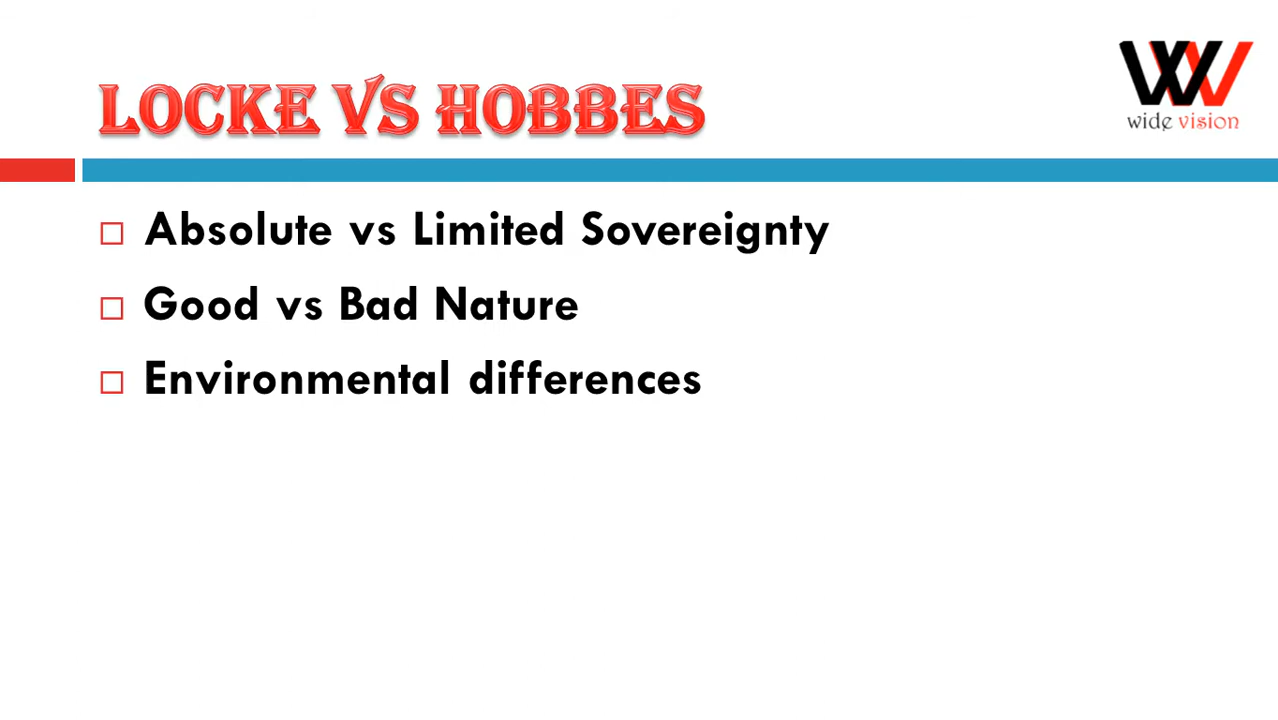 LOCKE VS HOBBES
wide vision
Absolute vs Limited Sovereignty
Good vs Bad Nature
Environmental differences